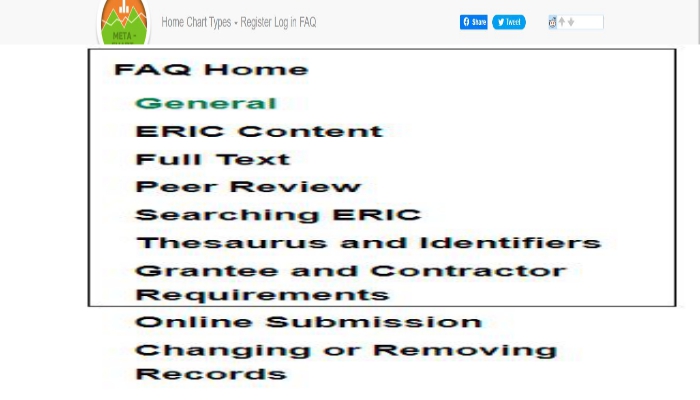 META -
Home Chart Types Register Log in FAQ
Share
Tweet
FAQ Home
General
ERIC Content
Full Text
Peer Review
Searching ERIC
Thesaurus and Identifiers
Grantee and Contractor
Requirements
Online Submission
Changing or Removing
Records